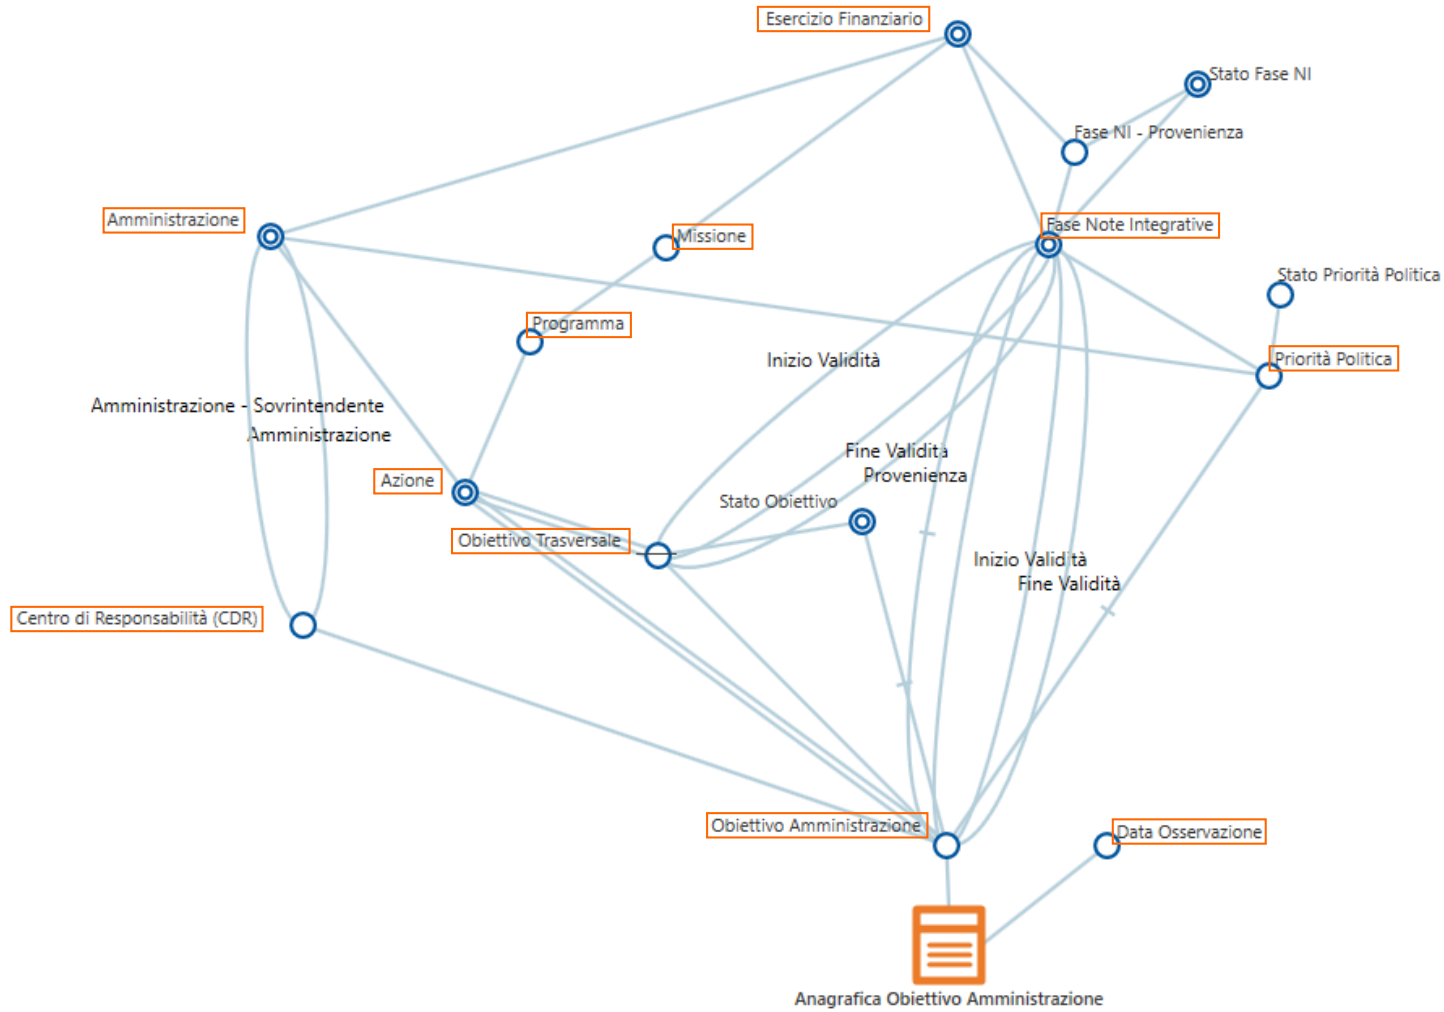 Esercizio Finanziario
Stato Fase NI
Fase NI - Provenienza
Amministrazione
Missione
Fase Note Integrative
Stato Priorità Politica
Programma
Inizio Validità
Priorità Politica
Amministrazione - Sovrintendente
Amministrazione
Fine Validità
Provenienza
Azione
Stato Obiettivo
Obiettivo Trasversale
Inizio Validità
Fine Validità
Centro di Responsabilità (CDR)
Obiettivo Amministrazione
Data Osservazione
Anagrafica Obiettivo Amministrazione